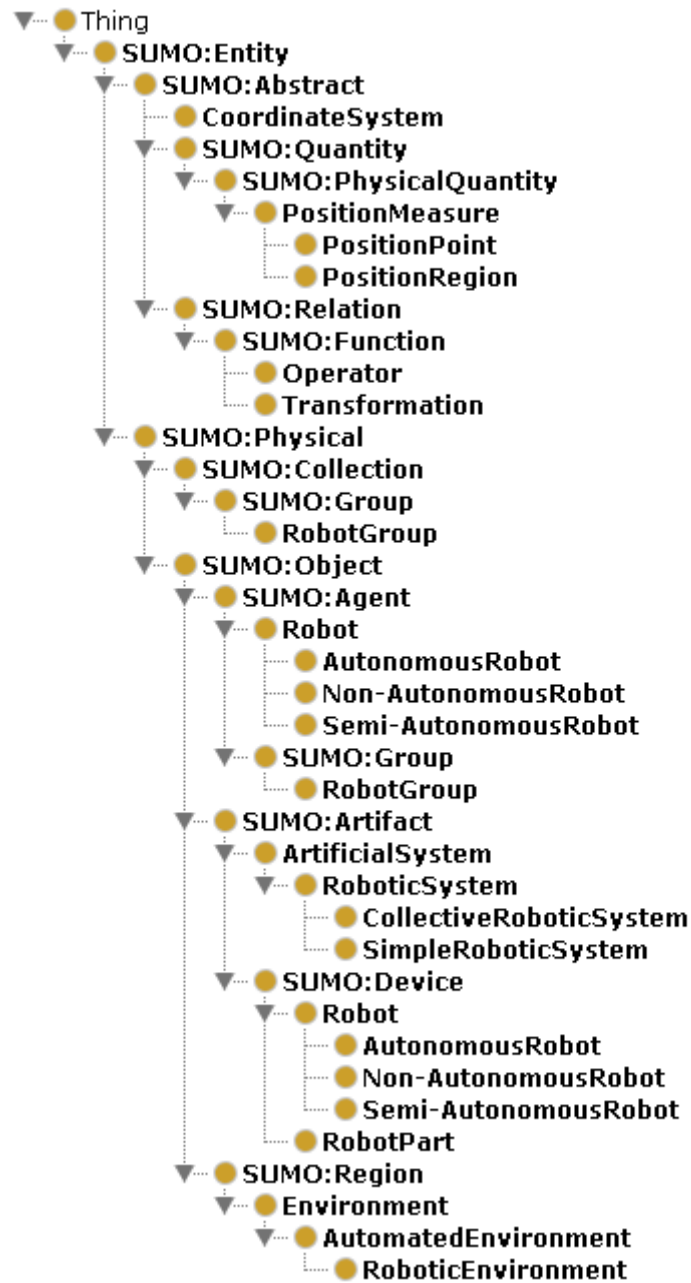 Thing
SUMO:Entity
SUMO:Abstract
CoordinateSystem
SUMO:Quantity
SUMO:PhysicalQuantity
PositionMeasure
PositionPoint
PositionRegion
SUMO:Relation
SUMO:Function
Operator
Transformation
SUMO:Physical
SUMO:Collection
SUMO:Group
RobotGroup
SUMO:Object
SUMO:Agent
Robot
AutonomousRobot
Non-AutonomousRobot
Semi-AutonomousRobot
SUMO:Group
RobotGroup
SUMO:Artifact
ArtificialSystem
RoboticSystem
CollectiveRoboticSystem
SimpleRoboticSystem
SUMO:Device
Robot
AutonomousRobot
Non-AutonomousRobot
Semi-AutonomousRobot
RobotPart
SUMO:Region
Environment
AutomatedEnvironment
RoboticEnvironment